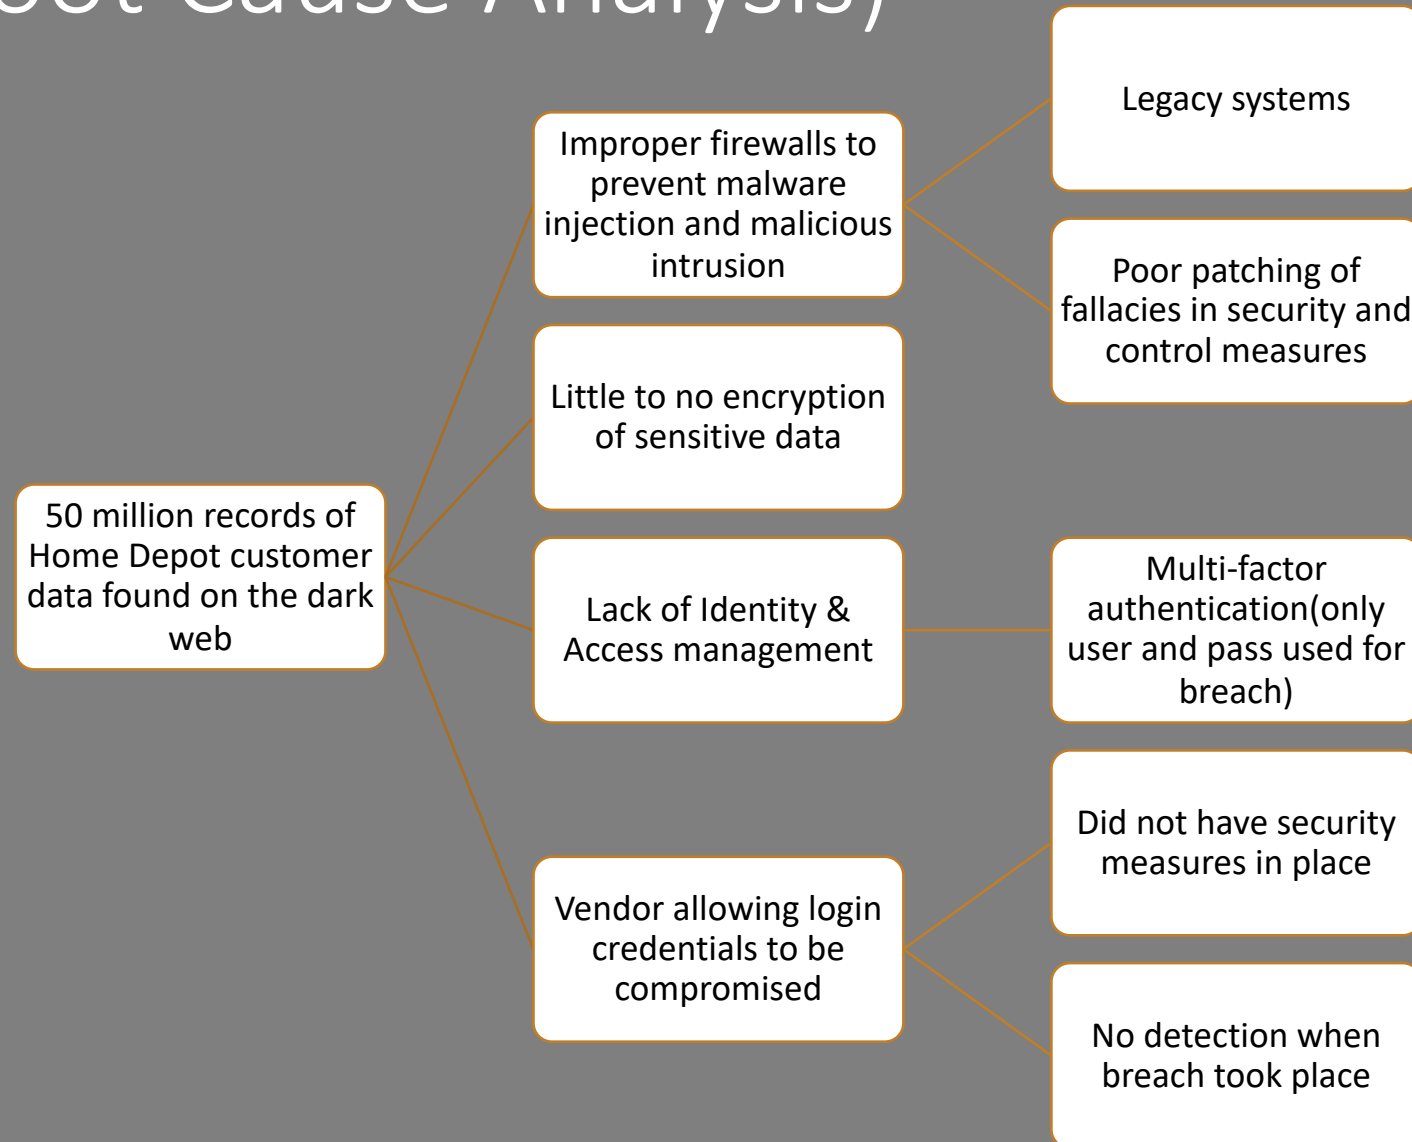 oot Cause Analysis)
Legacy systems
Improper firewalls to
prevent malware
injection and malicious
intrusion
Poor patching of
fallacies in security and
control measures
Little to no encryption
of sensitive data
50 million records of
Home Depot customer
data found on the dark
web
Lack of Identity &
Access management
Multi-factor
authentication(only
user and pass used for
breach)
Did not have security
measures in place
Vendor allowing login
credentials to be
compromised
No detection when
breach took place